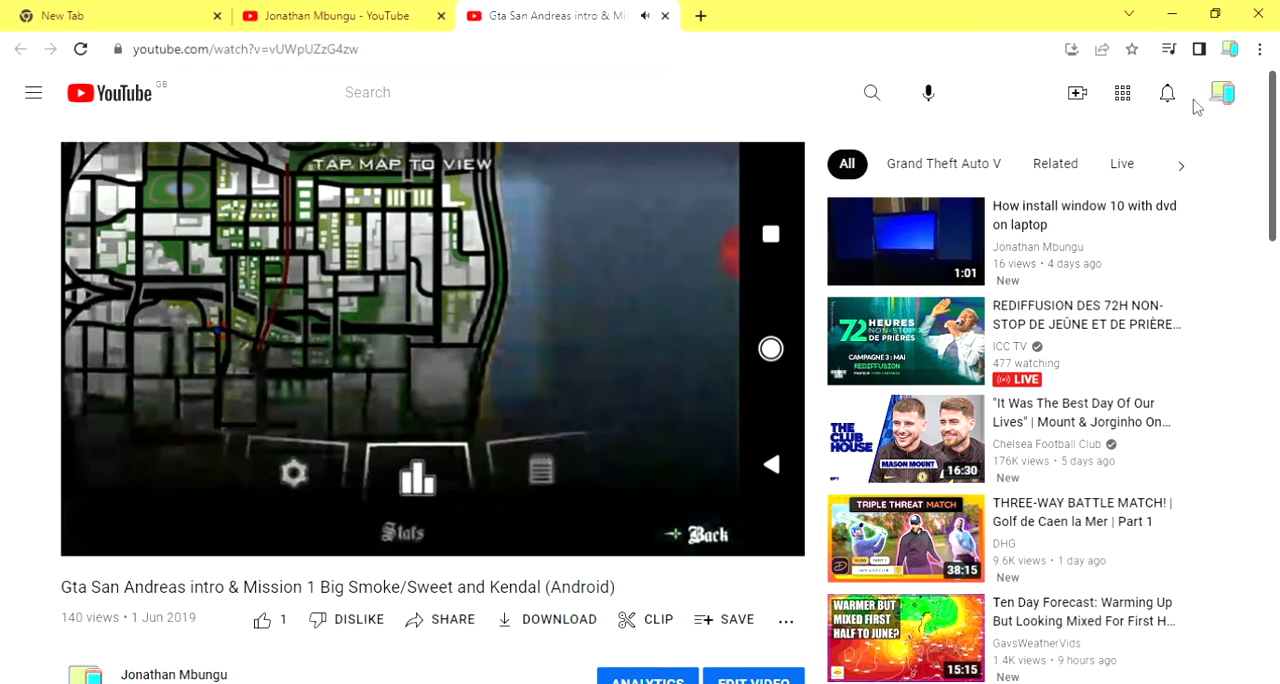 New Tab
Jonathan Mbungu - YouTube
Gta San Andreas intro & Mi
youtube.com/watch?v=vUWpUZzG4zw
YouTube GB
Search
TAP MAP TO VIEW
Stats
Back
Gta San Andreas intro & Mission 1 Big Smoke/Sweet and Kendal (Android)
140 views • 1 Jun 2019
1
DISLIKE
SHARE
DOWNLOAD
CLIP
SAVE
Jonathan Mbungu
ANALYTICS
EDIT VIDEO
All
Grand Theft Auto V
Related
Live
1:01
How install window 10 with dvd
on laptop
Jonathan Mbungu
16 views • 4 days ago
New
72 HEURES
NON-STOP
DE PRIÈRES
CAMPAGNE 3: MAI
REDIFFUSION
REDIFFUSION DES 72H NON-
STOP DE JEÛNE ET DE PRIÈRE...
ICC TV
477 watching
LIVE
THE
CLUB
HOUSE
MASON MOUNT
16:30
"It Was The Best Day Of Our
Lives" | Mount & Jorginho On...
Chelsea Football Club
176K views • 5 days ago
New
TRIPLE THREAT MATCH
38:15
THREE-WAY BATTLE MATCH! |
Golf de Caen la Mer | Part 1
DHG
9.6K views • 1 day ago
New
WARMER BUT
MIXED FIRST
HALF TO JUNE?
15:15
Ten Day Forecast: Warming Up
But Looking Mixed For First H...
GavsWeatherVids
1.4K views • 9 hours ago
New